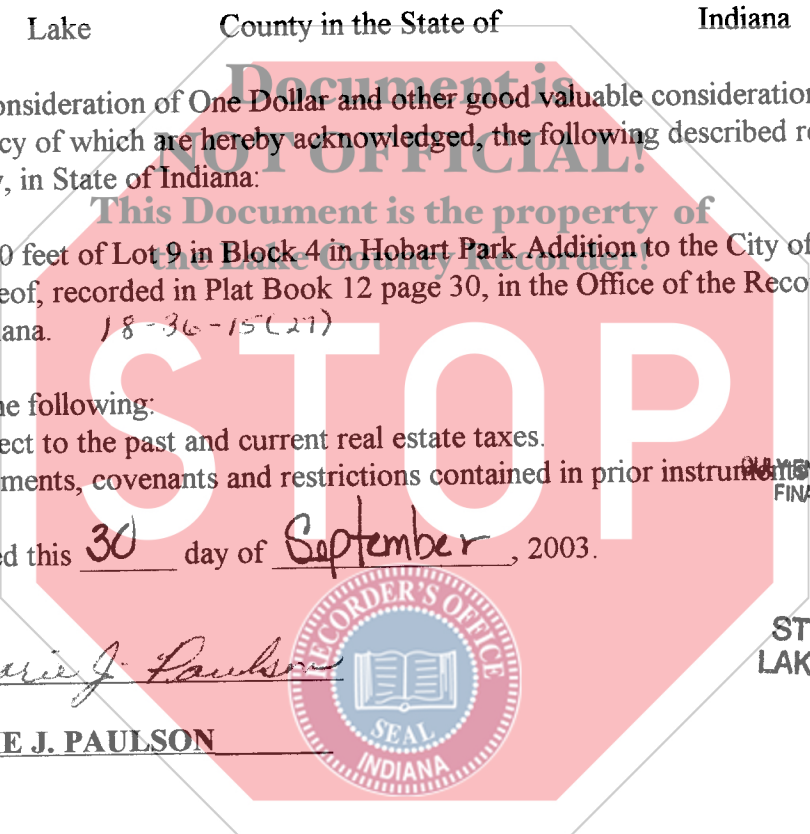 Lake County in the State of Indiana
Document is
onsideration of One Dollar and other good valuable consideration
cy of which are hereby acknowledged, the following described re
NOT OFFICIAL!
, in State of Indiana:
This Document is the property of
0 feet of Lot 9 in Block 4 in Hobart Park Addition to the City of
the Lake County Recorder!
eof, recorded in Plat Book 12 page 30, in the Office of the Reco
iana. 18-36-15(27)
STOP
he following:
ect to the past and current real estate taxes.
ments, covenants and restrictions contained in prior instruments
FINA
ed this 30 day of September, 2003.
RECORDER'S OFFICE
SEAL
INDIANA
ST
LAK
rie J. Paulson
E J. PAULSON